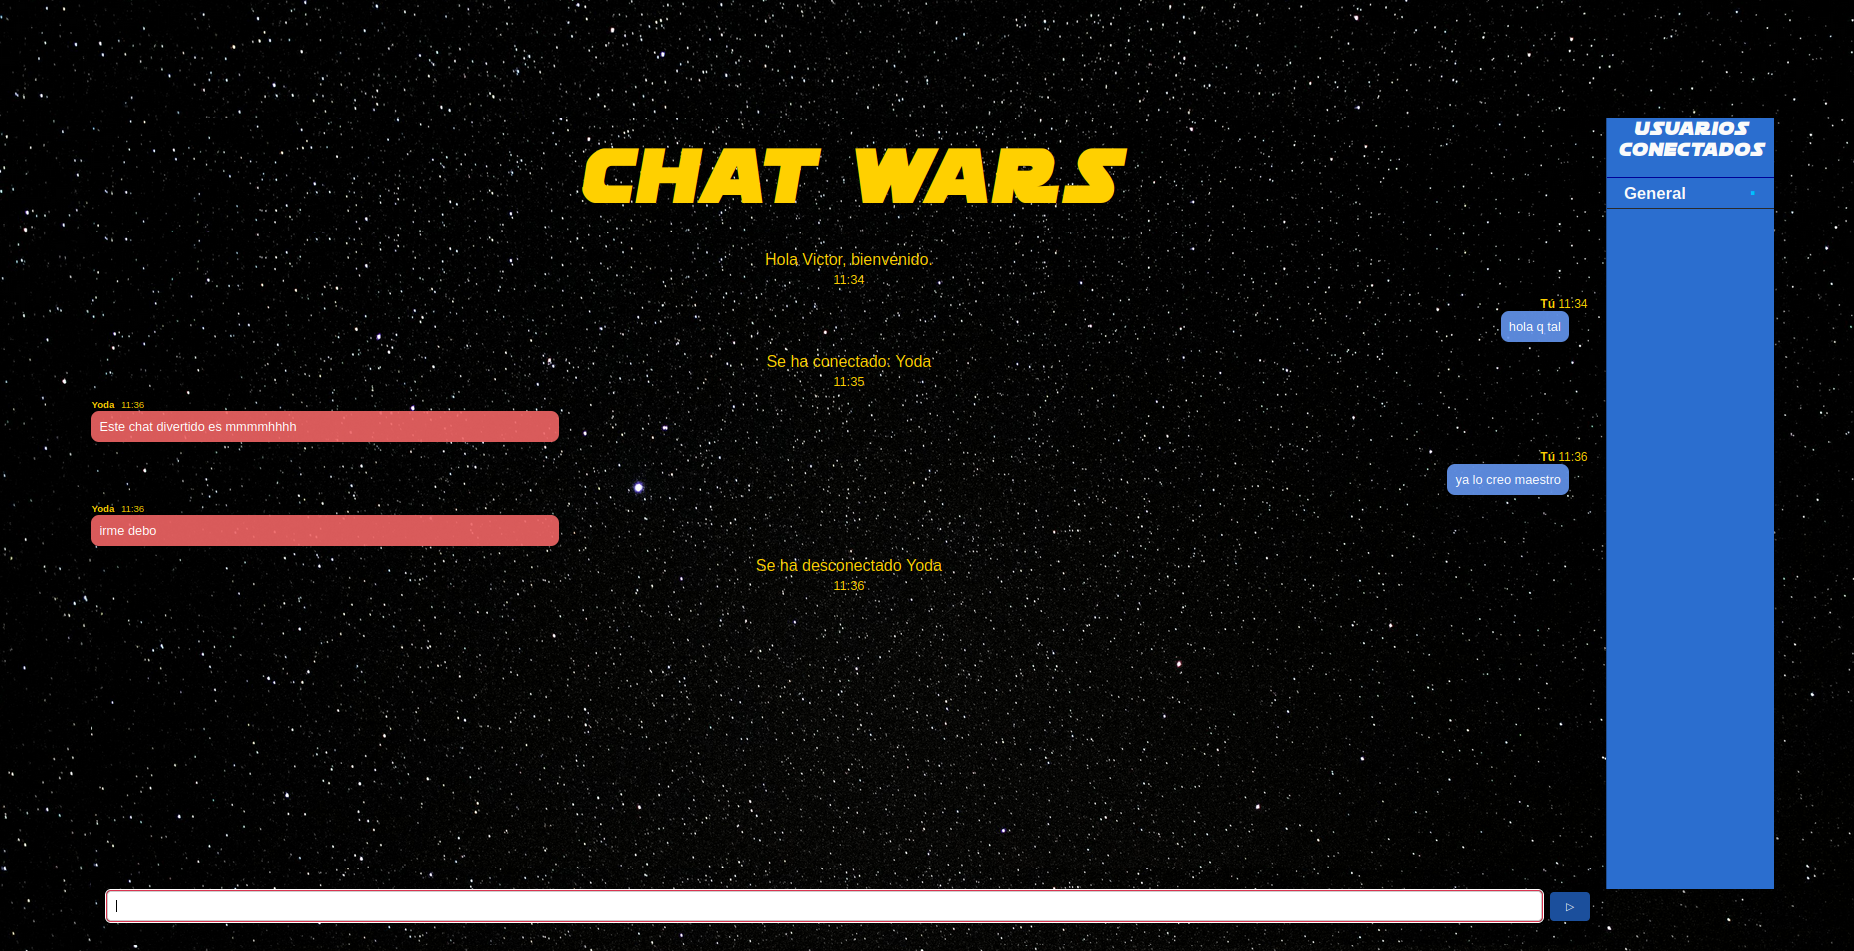 CHAT WARS
Hola Victor, bienvenido.
11:34
Tú 11:34
hola q tal
Se ha conectado: Yoda
11:35
Yoda 11:36
Este chat divertido es mmmmhhhh
Tú 11:36
ya lo creo maestro
Yoda 11:36
irme debo
Se ha desconectado Yoda
11:36
USUARIOS
CONECTADOS
General